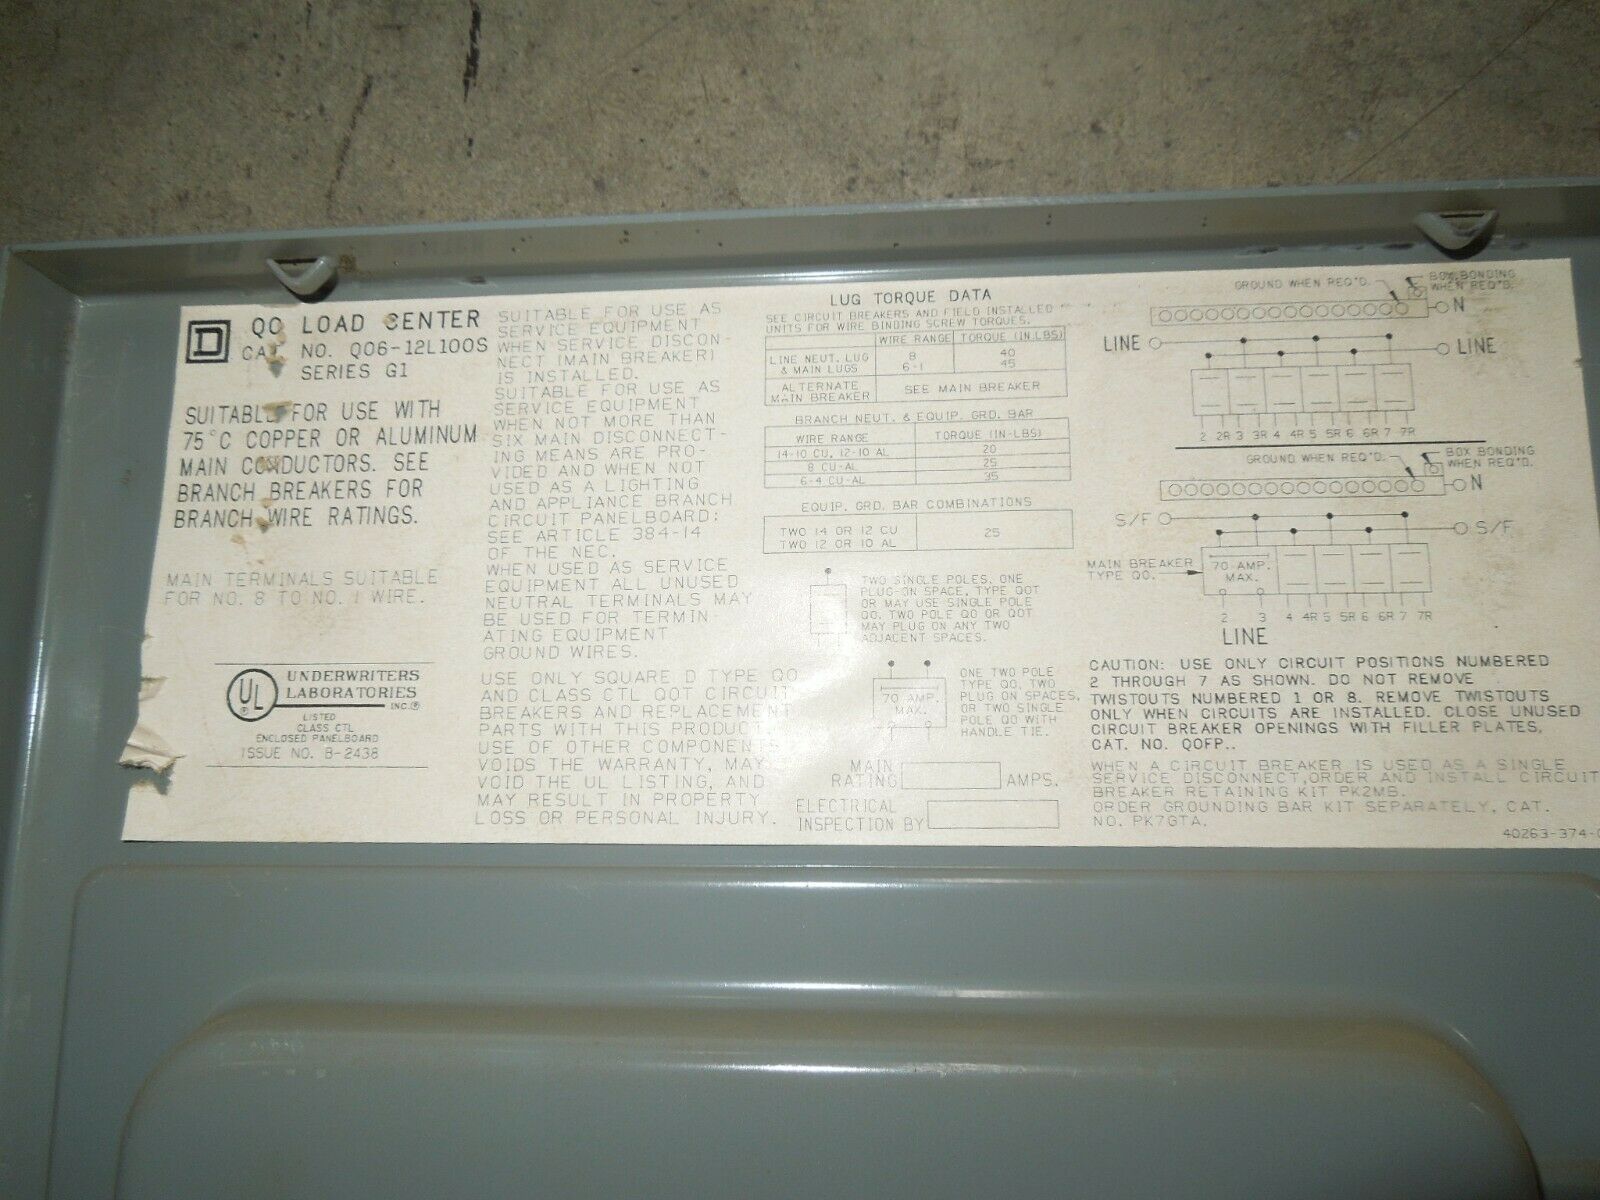 QO LOAD CENTER
CAT. NO. QO6-12L100S
SERIES G1
SUITABLE FOR USE WITH
75°C COPPER OR ALUMINUM
MAIN CONDUCTORS. SEE
BRANCH BREAKERS FOR
BRANCH WIRE RATINGS.
MAIN TERMINALS SUITABLE
FOR NO. 8 TO NO. 1 WIRE.
UL
UNDERWRITERS
LABORATORIES
INC.®
LISTED
CLASS CTL
ENCLOSED PANELBOARD
ISSUE NO. B-2438
SUITABLE FOR USE AS
SERVICE EQUIPMENT
WHEN SERVICE DISCON-
NECT (MAIN BREAKER)
IS INSTALLED.
SUITABLE FOR USE AS
SERVICE EQUIPMENT
WHEN NOT MORE THAN
SIX MAIN DISCONNECT-
ING MEANS ARE PRO-
VIDED AND WHEN NOT
USED AS A LIGHTING
AND APPLIANCE BRANCH
CIRCUIT PANELBOARD:
SEE ARTICLE 384-14
OF THE NEC.
WHEN USED AS SERVICE
EQUIPMENT ALL UNUSED
NEUTRAL TERMINALS MAY
BE USED FOR TERMIN-
ATING EQUIPMENT
GROUND WIRES.
USE ONLY SQUARE D TYPE QO
AND CLASS CTL QOT CIRCUIT
BREAKERS AND REPLACEMENT
PARTS WITH THIS PRODUCT
USE OF OTHER COMPONENTS
VOIDS THE WARRANTY, MAY
VOID THE UL LISTING, AND
MAY RESULT IN PROPERTY
LOSS OR PERSONAL INJURY.
LUG TORQUE DATA
SEE CIRCUIT BREAKERS AND FIELD INSTALLED
UNITS FOR WIRE BINDING SCREW TORQUES.
WIRE RANGE TORQUE (IN.LBS)
LINE NEUT. LUG 8 40
& MAIN LUGS 6-1 45
ALTERNATE
MAIN BREAKER SEE MAIN BREAKER
BRANCH NEUT. & EQUIP. GRD. BAR
WIRE RANGE TORQUE (IN-LBS)
14-10 CU, 12-10 AL 20
8 CU-AL 25
6-4 CU-AL 35
EQUIP. GRD. BAR COMBINATIONS
TWO 14 OR 12 CU 25
TWO 12 OR 10 AL
TWO SINGLE POLES, ONE
PLUG-ON SPACE, TYPE QOT
OR MAY USE SINGLE POLE
QO. TWO POLE QO OR QOT
MAY PLUG ON ANY TWO
ADJACENT SPACES.
70 AMP.
MAX.
ONE TWO POLE
TYPE QO, TWO
PLUG ON SPACES,
OR TWO SINGLE
POLE QO WITH
HANDLE TIE.
MAIN
RATING AMPS.
ELECTRICAL
INSPECTION BY
GROUND WHEN REQ'D.
BOX BONDING
WHEN REQ'D.
N
LINE LINE
2 2R 3 3R 4 4R 5 5R 6 6R 7 7R
GROUND WHEN REQ'D.
BOX BONDING
WHEN REQ'D.
N
S/F S/F
MAIN BREAKER
TYPE QO.
70 AMP.
MAX.
2 3 4 4R 5 5R 6 6R 7 7R
LINE
CAUTION: USE ONLY CIRCUIT POSITIONS NUMBERED
2 THROUGH 7 AS SHOWN. DO NOT REMOVE
TWISTOUTS NUMBERED 1 OR 8. REMOVE TWISTOUTS
ONLY WHEN CIRCUITS ARE INSTALLED. CLOSE UNUSED
CIRCUIT BREAKER OPENINGS WITH FILLER PLATES,
CAT. NO. QOFP..
WHEN A CIRCUIT BREAKER IS USED AS A SINGLE
SERVICE DISCONNECT,ORDER AND INSTALL CIRCUIT
BREAKER RETAINING KIT PK2MB.
ORDER GROUNDING BAR KIT SEPARATELY, CAT.
NO. PK7GTA.
40263-374-